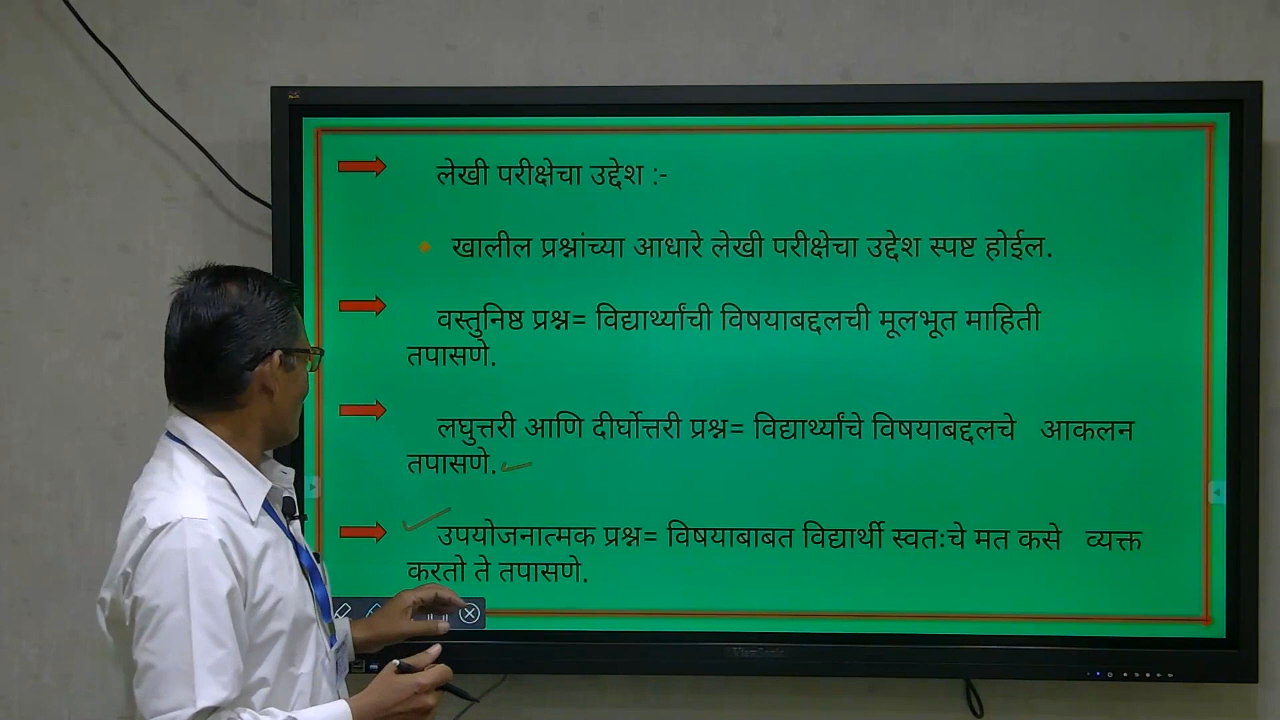 लेखी परीक्षेचा उद्देश :-
खालील प्रश्नांच्या आधारे लेखी परीक्षेचा उद्देश स्पष्ट होईल.
वस्तुनिष्ठ प्रश्न= विद्यार्थ्यांची विषयाबद्दलची मूलभूत माहिती
तपासणे.
लघुत्तरी आणि दीर्घोत्तरी प्रश्न= विद्यार्थ्यांचे विषयाबद्दलचे आकलन
तपासणे.
उपयोजनात्मक प्रश्न= विषयाबाबत विद्यार्थी स्वतःचे मत कसे व्यक्त
करतो ते तपासणे.
ViewSonic